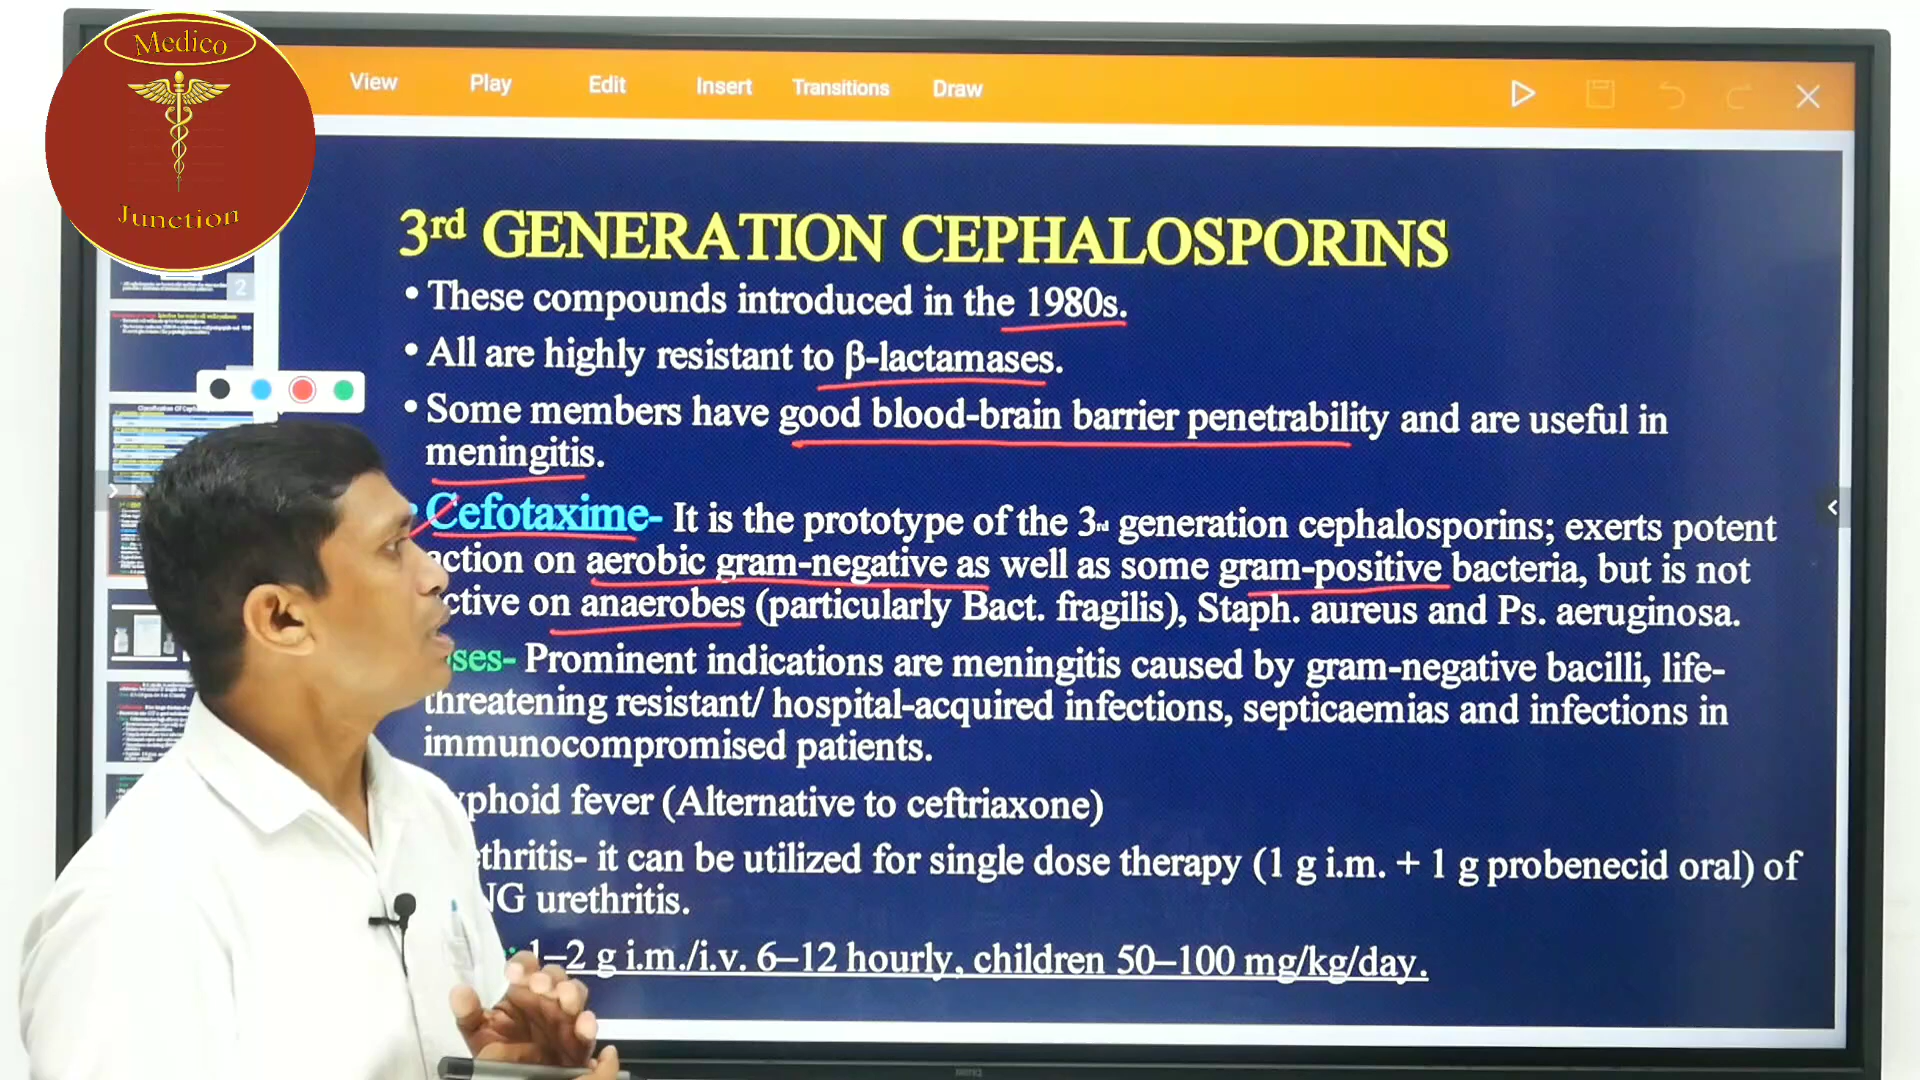 Medico
Junction
View Play Edit Insert Transitions Draw
2
3rd GENERATION CEPHALOSPORINS
• These compounds introduced in the 1980s.
• All are highly resistant to β-lactamases.
• Some members have good blood-brain barrier penetrability and are useful in
meningitis.
Cefotaxime- It is the prototype of the 3rd generation cephalosporins; exerts potent
action on aerobic gram-negative as well as some gram-positive bacteria, but is not
ctive on anaerobes (particularly Bact. fragilis), Staph. aureus and Ps. aeruginosa.
ses- Prominent indications are meningitis caused by gram-negative bacilli, life-
threatening resistant/ hospital-acquired infections, septicaemias and infections in
immunocompromised patients.
yphoid fever (Alternative to ceftriaxone)
ethritis- it can be utilized for single dose therapy (1 g i.m. + 1 g probenecid oral) of
NG urethritis.
1–2 g i.m./i.v. 6–12 hourly, children 50–100 mg/kg/day.
BENQ